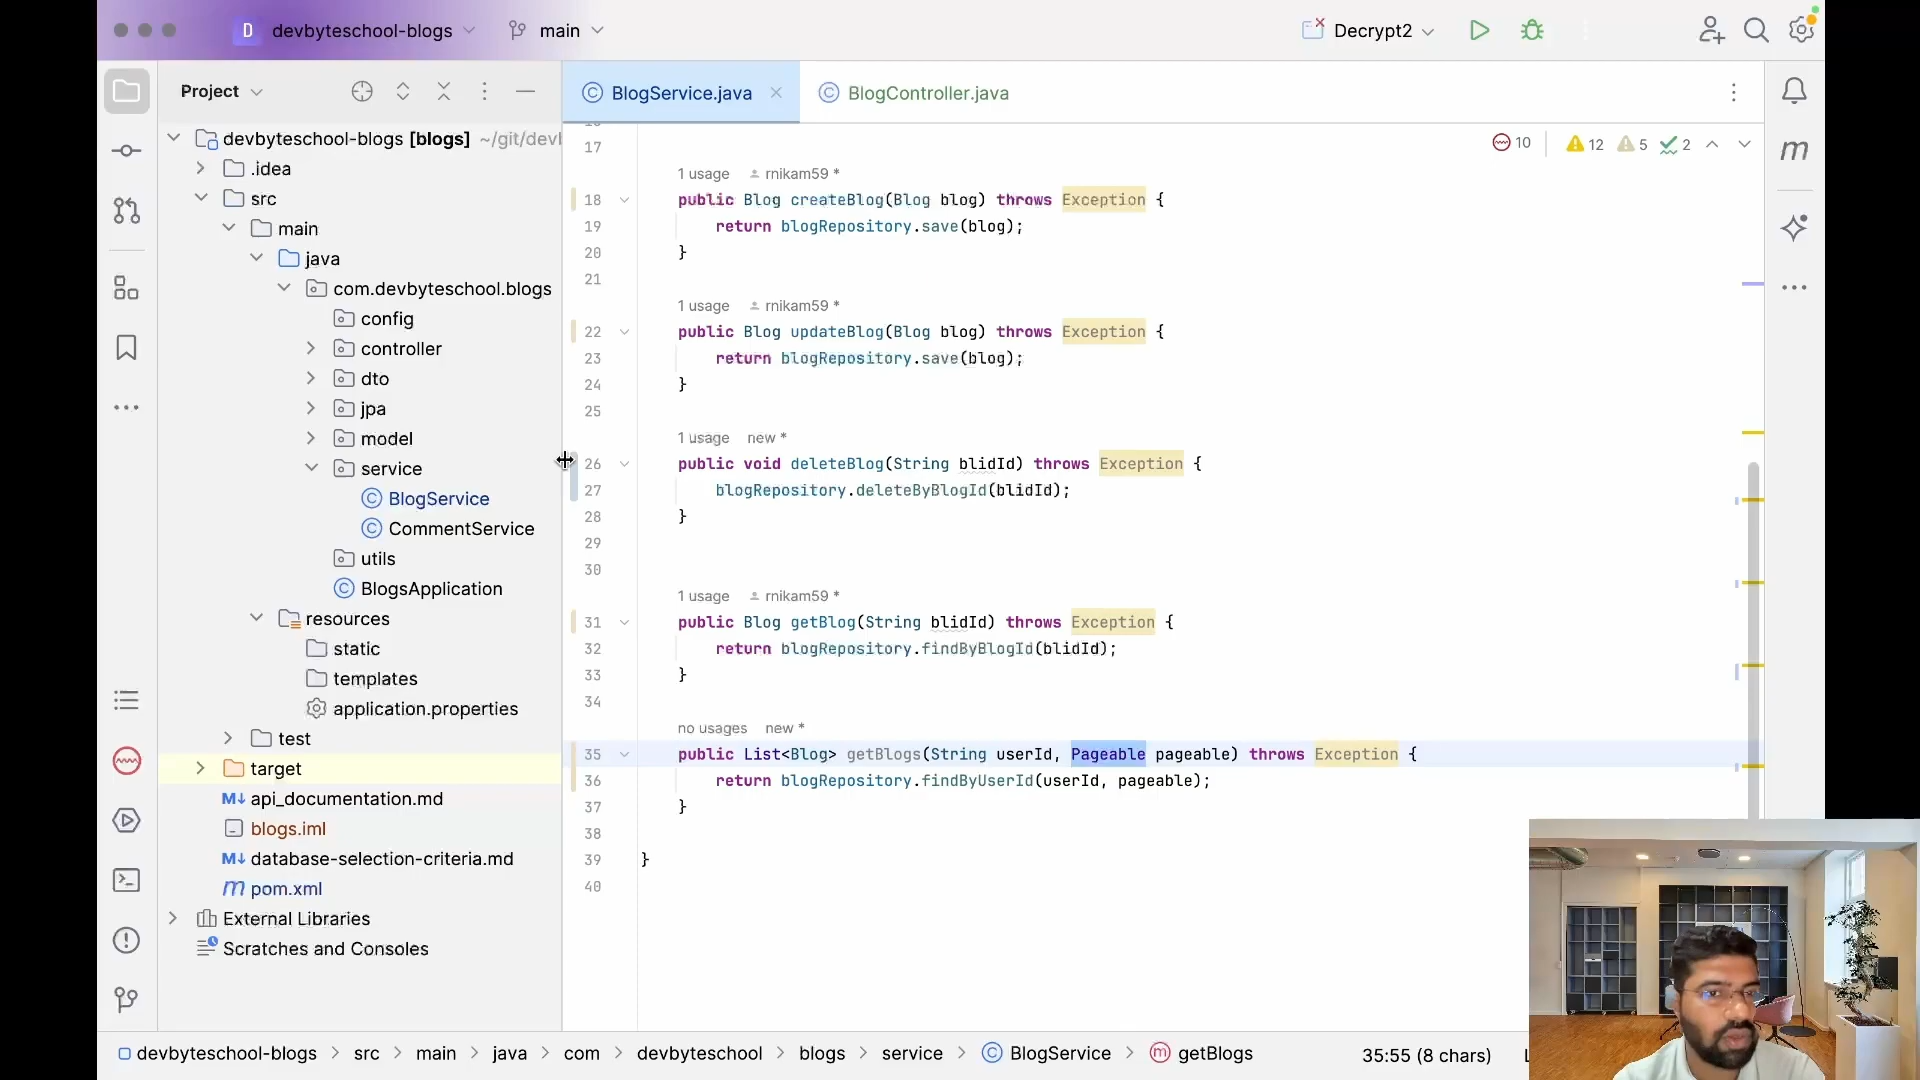 D devbyteschool-blogs main Decrypt2
Project
BlogService.java BlogController.java
devbyteschool-blogs [blogs] ~/git/devl
.idea
src
main
java
com.devbyteschool.blogs
config
controller
dto
jpa
model
service
BlogService
CommentService
utils
BlogsApplication
resources
static
templates
application.properties
test
target
M↓ api_documentation.md
blogs.iml
M↓ database-selection-criteria.md
m pom.xml
External Libraries
Scratches and Consoles
10 12 5 2
17
1 usage rnikam59 *
18 public Blog createBlog(Blog blog) throws Exception {
19 return blogRepository.save(blog);
20 }
21
1 usage rnikam59 *
22 public Blog updateBlog(Blog blog) throws Exception {
23 return blogRepository.save(blog);
24 }
25
1 usage new *
26 public void deleteBlog(String blidId) throws Exception {
27 blogRepository.deleteByBlogId(blidId);
28 }
29
30
1 usage rnikam59 *
31 public Blog getBlog(String blidId) throws Exception {
32 return blogRepository.findByBlogId(blidId);
33 }
34
no usages new *
35 public List<Blog> getBlogs(String userId, Pageable pageable) throws Exception {
36 return blogRepository.findByUserId(userId, pageable);
37 }
38
39 }
40
m
devbyteschool-blogs > src > main > java > com > devbyteschool > blogs > service > BlogService > getBlogs 35:55 (8 chars)